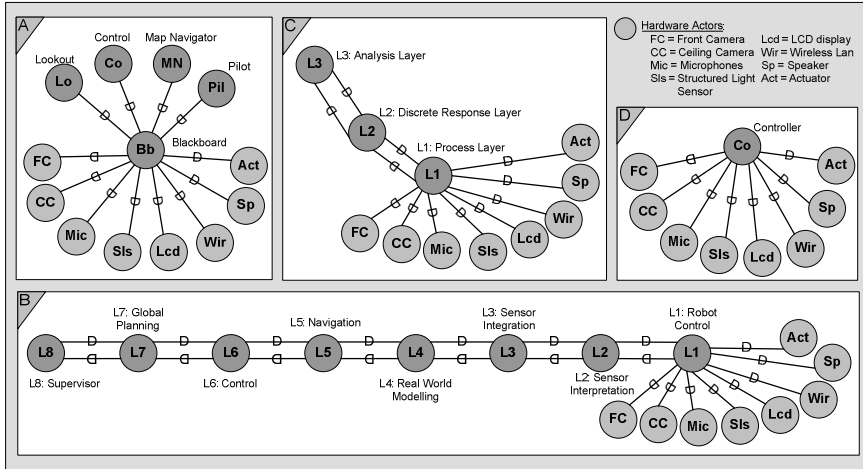 A
Control
Map Navigator
Lookout
Pilot
Lo
Co
MN
Pil
Bb
Blackboard
FC
CC
Mic
SIs
Lcd
Wir
Sp
Act
C
L3
L3: Analysis Layer
L2
L2: Discrete Response Layer
L1: Process Layer
L1
Act
Sp
Wir
Lcd
SIs
Mic
CC
FC
Hardware Actors:
FC = Front Camera
Lcd = LCD display
CC = Ceiling Camera
Wir = Wireless Lan
Mic = Microphones
Sp = Speaker
SIs = Structured Light
Act = Actuator
Sensor
D
Controller
Co
FC
CC
Mic
SIs
Lcd
Wir
Sp
Act
B
L7: Global
Planning
L5: Navigation
L3: Sensor
Integration
L1: Robot
Control
L8
L7
L6
L5
L4
L3
L2
L1
L8: Supervisor
L6: Control
L4: Real World
Modelling
L2: Sensor
Interpretation
Act
Sp
Wir
Lcd
SIs
Mic
CC
FC